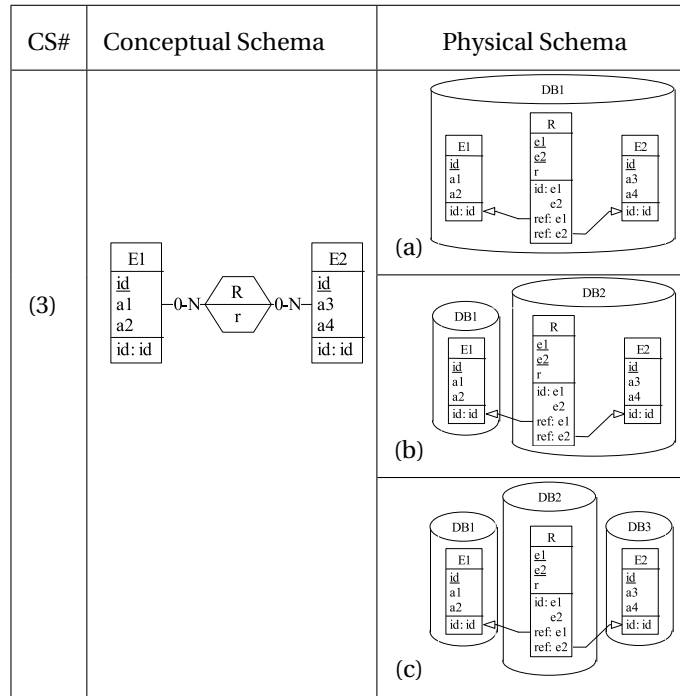 CS# Conceptual Schema Physical Schema
(3)
E1
id
a1
a2
id: id
0-N
R
r
0-N
E2
id
a3
a4
id: id
DB1
E1
id
a1
a2
id: id
R
e1
e2
r
id: e1
e2
ref: e1
ref: e2
E2
id
a3
a4
id: id
(a)
DB1
E1
id
a1
a2
id: id
DB2
R
e1
e2
r
id: e1
e2
ref: e1
ref: e2
E2
id
a3
a4
id: id
(b)
DB1
E1
id
a1
a2
id: id
DB2
R
e1
e2
r
id: e1
e2
ref: e1
ref: e2
DB3
E2
id
a3
a4
id: id
(c)